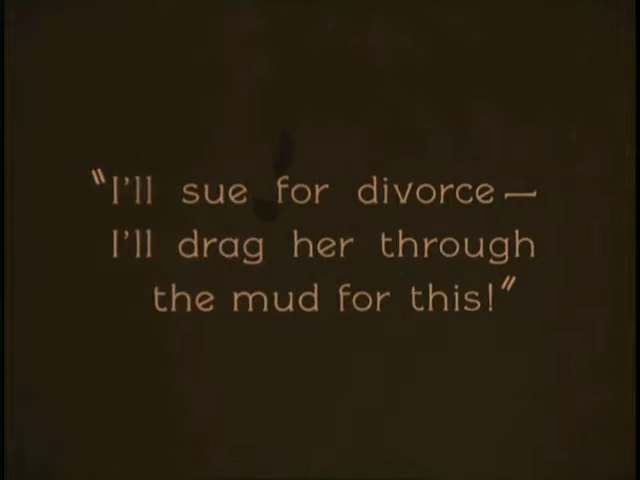 "I'll sue for divorce—
I'll drag her through
the mud for this!"